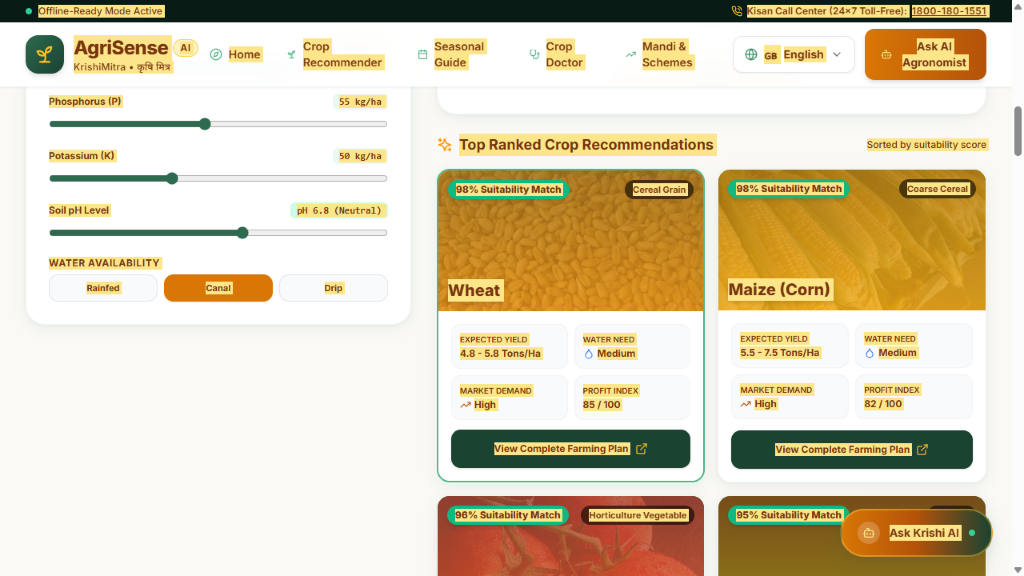 Offline-Ready Mode Active
Kisan Call Center (24×7 Toll-Free): 1800-180-1551
AgriSense AI
KrishiMitra • कृषि मित्र
Home
Crop
Recommender
Seasonal
Guide
Crop
Doctor
Mandi &
Schemes
GB English
Ask AI
Agronomist
Phosphorus (P)
55 kg/ha
Potassium (K)
50 kg/ha
Soil pH Level
pH 6.8 (Neutral)
WATER AVAILABILITY
Rainfed
Canal
Drip
Top Ranked Crop Recommendations
Sorted by suitability score
98% Suitability Match
Cereal Grain
Wheat
EXPECTED YIELD
4.8 - 5.8 Tons/Ha
WATER NEED
Medium
MARKET DEMAND
High
PROFIT INDEX
85 / 100
View Complete Farming Plan
98% Suitability Match
Coarse Cereal
Maize (Corn)
EXPECTED YIELD
5.5 - 7.5 Tons/Ha
WATER NEED
Medium
MARKET DEMAND
High
PROFIT INDEX
82 / 100
View Complete Farming Plan
96% Suitability Match
Horticulture Vegetable
95% Suitability Match
Ask Krishi AI